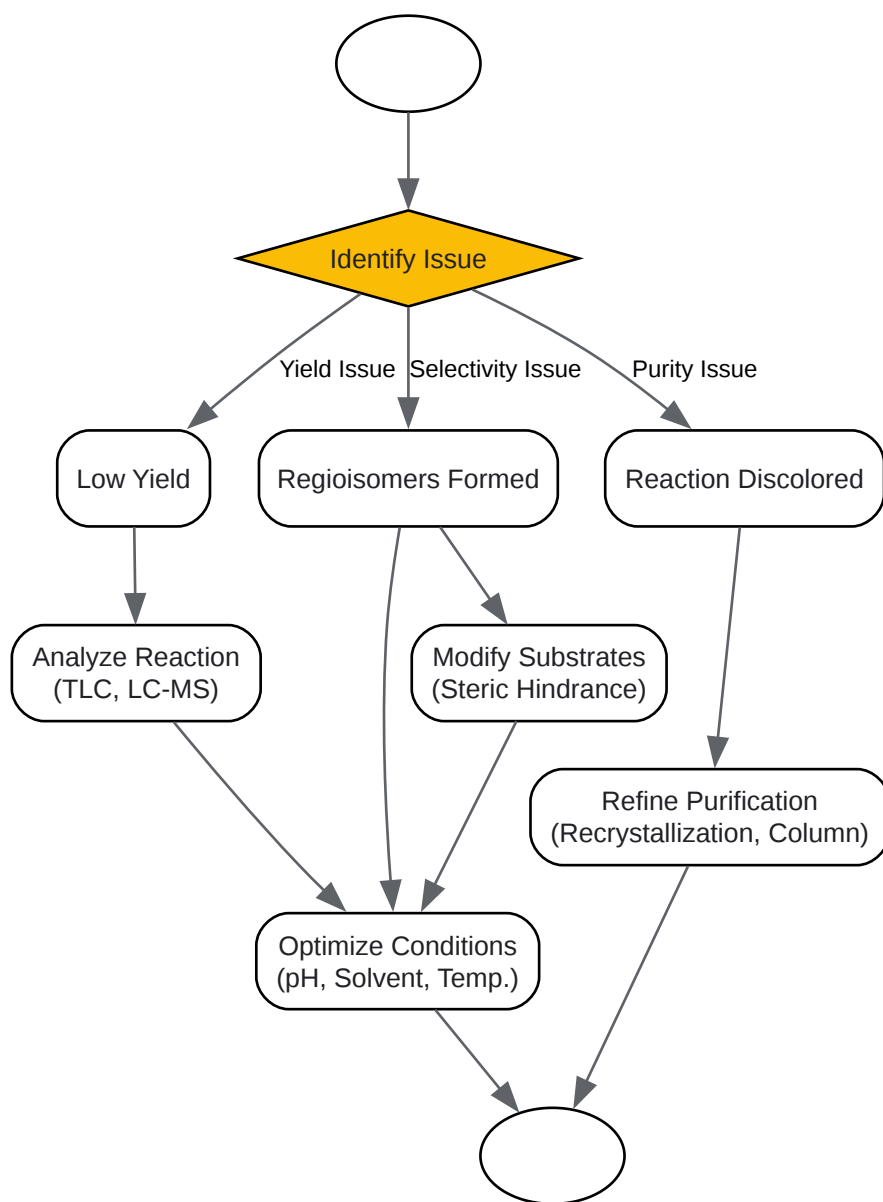 Identify Issue
Yield Issue
Selectivity Issue
Purity Issue
Low Yield
Regioisomers Formed
Reaction Discolored
Analyze Reaction
(TLC, LC-MS)
Modify Substrates
(Steric Hindrance)
Refine Purification
(Recrystallization, Column)
Optimize Conditions
(pH, Solvent, Temp.)